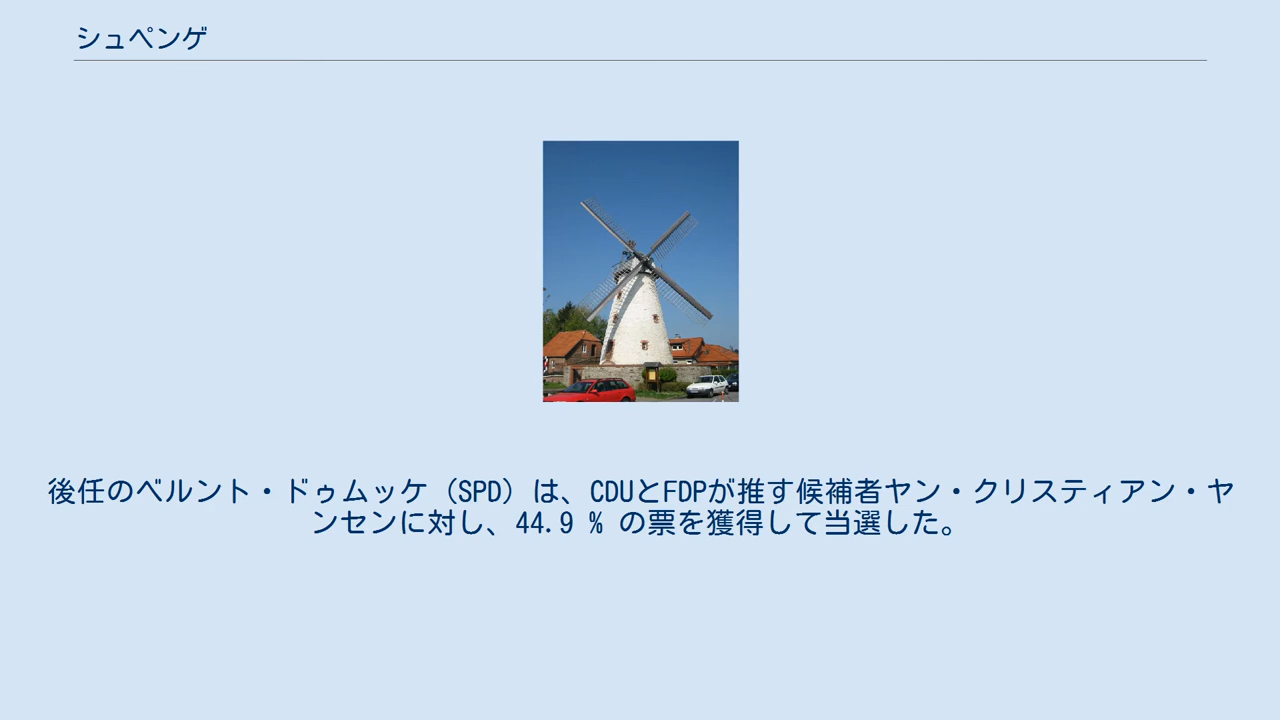 シュペンゲ
後任のベルント・ドゥムッケ（SPD）は、CDUとFDPが推す候補者ヤン・クリスティアン・ヤ
ンセンに対し、44.9 % の票を獲得して当選した。